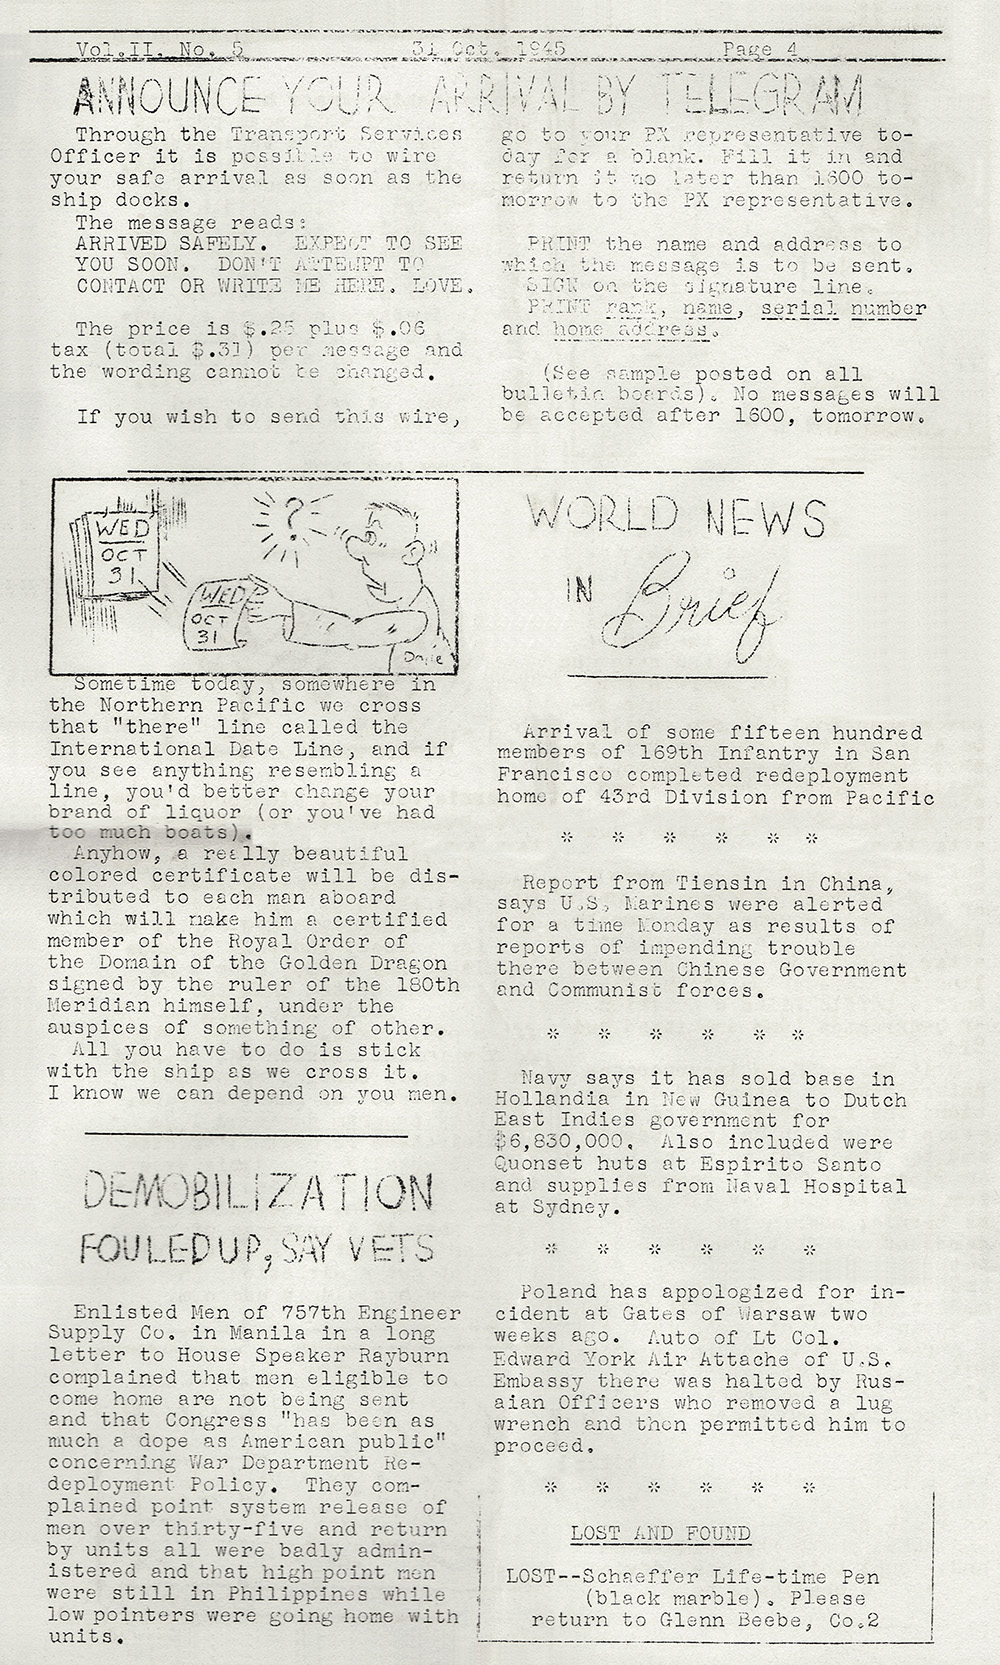 Vol.II. No. 5 31 Oct. 1945 Page 4
ANNOUNCE YOUR ARRIVAL BY TELEGRAM
Through the Transport Services
Officer it is possible to wire
your safe arrival as soon as the
ship docks.
The message reads:
ARRIVED SAFELY. EXPECT TO SEE
YOU SOON. DON'T ATTEMPT TO
CONTACT OR WRITE ME HERE. LOVE.
The price is $.25 plus $.06
tax (total $.31) per message and
the wording cannot be changed.
If you wish to send this wire,
go to your PX representative to-
day for a blank. Fill it in and
return it no later than 1600 to-
morrow to the PX representative.
PRINT the name and address to
which the message is to be sent.
SIGN on the signature line.
PRINT rank, name, serial number
and home address.
(See sample posted on all
bulletin boards). No messages will
be accepted after 1600, tomorrow.
WED
OCT
31
?
WED
OCT
31
Sometime today, somewhere in
the Northern Pacific we cross
that "there" line called the
International Date Line, and if
you see anything resembling a
line, you'd better change your
brand of liquor (or you've had
too much boats).
Anyhow, a really beautiful
colored certificate will be dis-
tributed to each man aboard
which will make him a certified
member of the Royal Order of
the Domain of the Golden Dragon
signed by the ruler of the 180th
Meridian himself, under the
auspices of something of other.
All you have to do is stick
with the ship as we cross it.
I know we can depend on you men.
DEMOBILIZATION
FOULED UP, SAY VETS
Enlisted Men of 757th Engineer
Supply Co. in Manila in a long
letter to House Speaker Rayburn
complained that men eligible to
come home are not being sent
and that Congress "has been as
much a dope as American public"
concerning War Department Re-
deployment Policy. They com-
plained point system release of
men over thirty-five and return
by units all were badly admin-
istered and that high point men
were still in Philippines while
low pointers were going home with
units.
WORLD NEWS
IN Brief
Arrival of some fifteen hundred
members of 169th Infantry in San
Francisco completed redeployment
home of 43rd Division from Pacific
* * * * * *
Report from Tiensin in China,
says U.S. Marines were alerted
for a time Monday as results of
reports of impending trouble
there between Chinese Government
and Communist forces.
* * * * * *
Navy says it has sold base in
Hollandia in New Guinea to Dutch
East Indies government for
$6,830,000. Also included were
Quonset huts at Espirito Santo
and supplies from Naval Hospital
at Sydney.
* * * * * *
Poland has appologized for in-
cident at Gates of Warsaw two
weeks ago. Auto of Lt Col.
Edward York Air Attache of U.S.
Embassy there was halted by Rus-
aian Officers who removed a lug
wrench and then permitted him to
proceed.
* * * * * *
LOST AND FOUND
LOST--Schaeffer Life-time Pen
(black marble). Please
return to Glenn Beebe, Co.2